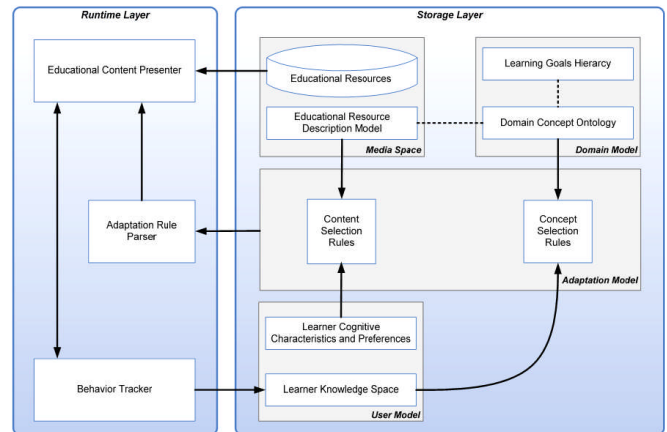 Runtime Layer
Storage Layer
Educational Content Presenter
Educational Resources
Educational Resource
Description Model
Media Space
Learning Goals Hierarcy
Domain Concept Ontology
Domain Model
Adaptation Rule
Parser
Content
Selection
Rules
Concept
Selection
Rules
Adaptation Model
Learner Cognitive
Characteristics and Preferences
Behavior Tracker
Learner Knowledge Space
User Model